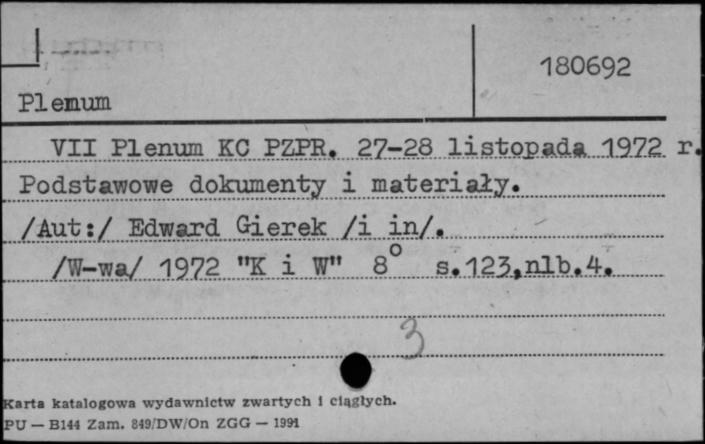 180692
Plenum
VII Plenum KC PZPR. 27-28 listopada 1972 r.
Podstawowe dokumenty i materiały.
/Aut:/ Edward Gierek /i in/.
/W-wa/ 1972 "K i W" 8° s.123,nlb.4.
3
Karta katalogowa wydawnictw zwartych i ciągłych.
PU — B144 Zam. 849/DW/On ZGG — 1991